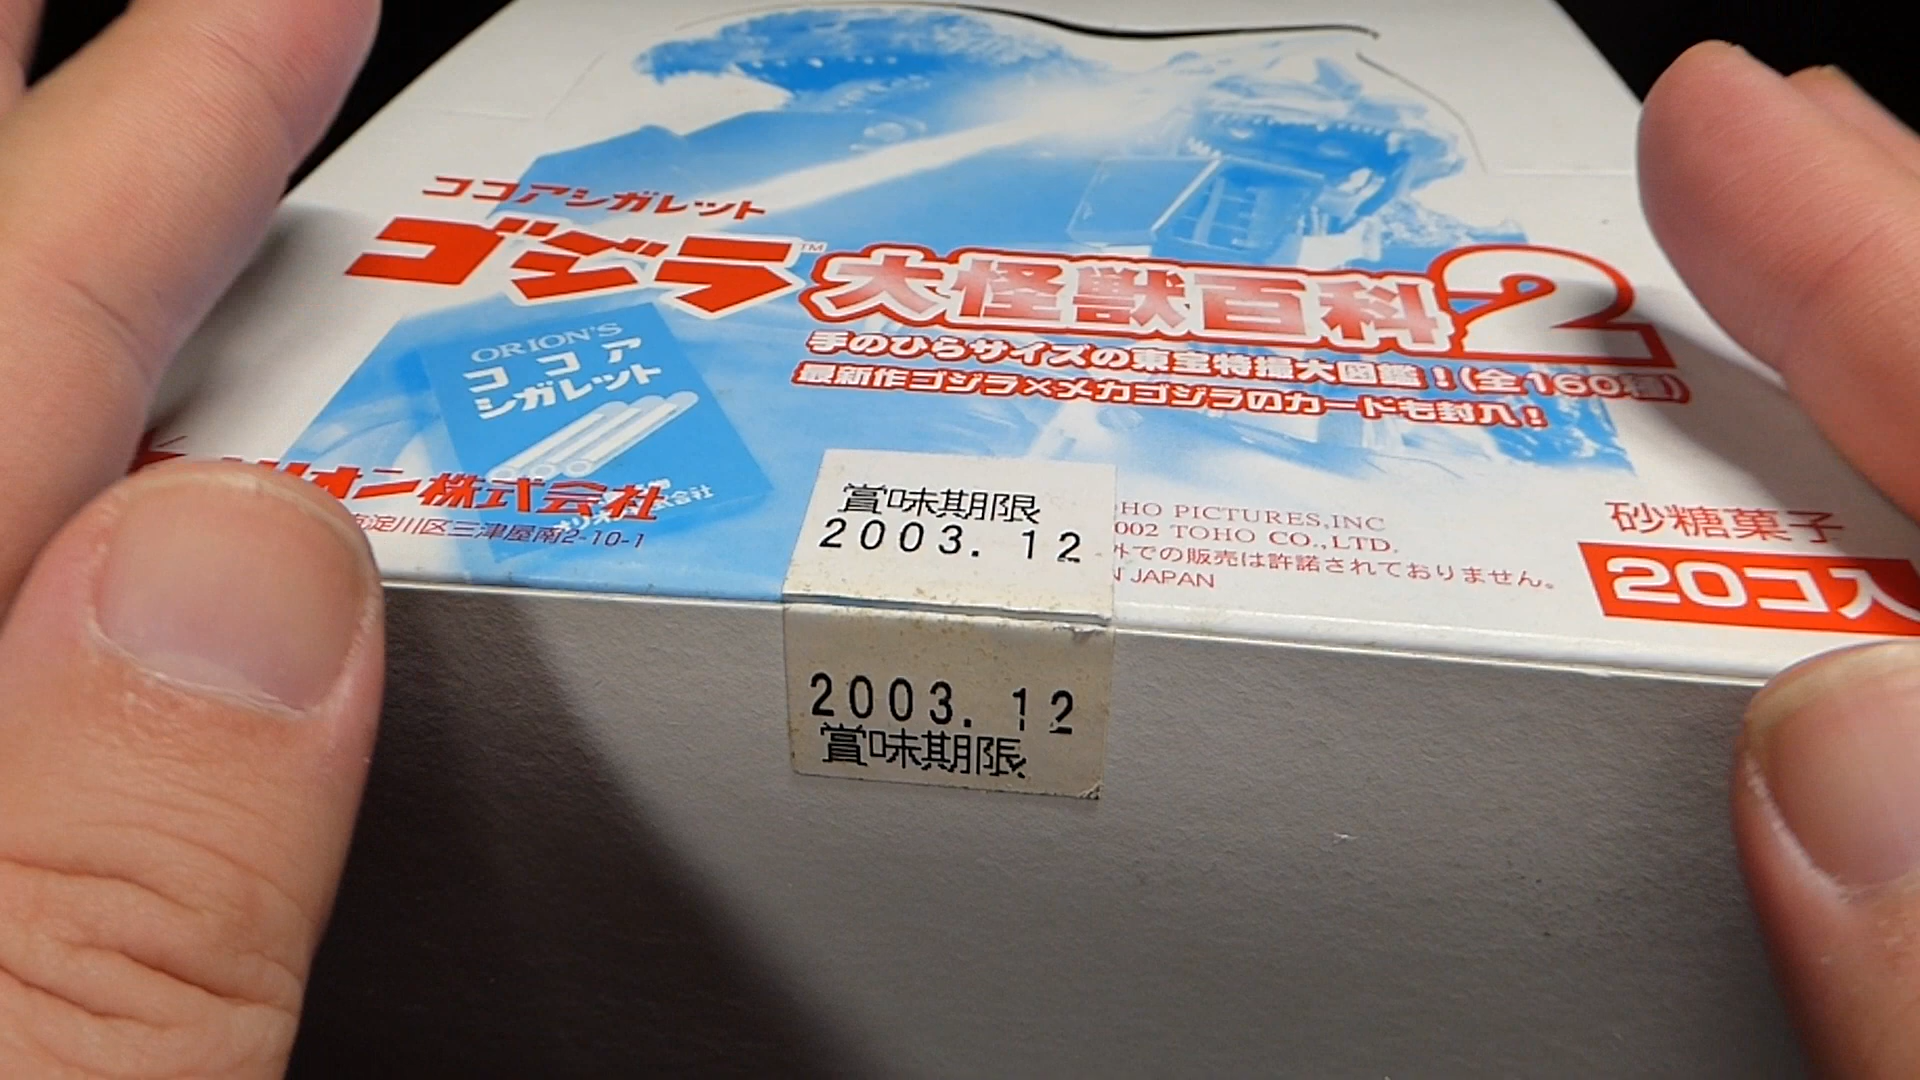 ココアシガレット
ゴジラ™大怪獣百科2
手のひらサイズの東宝特撮大図鑑！(全160種)
最新作ゴジラ×メカゴジラのカードも封入！
ORION'S
ココア
シガレット
オリオン株式会社
淀川区三津屋南2-10-1
賞味期限
2003.12
HO PICTURES,INC
002 TOHO CO.,LTD.
外での販売は許諾されておりません。
N JAPAN
砂糖菓子
20コ入
2003.12
賞味期限